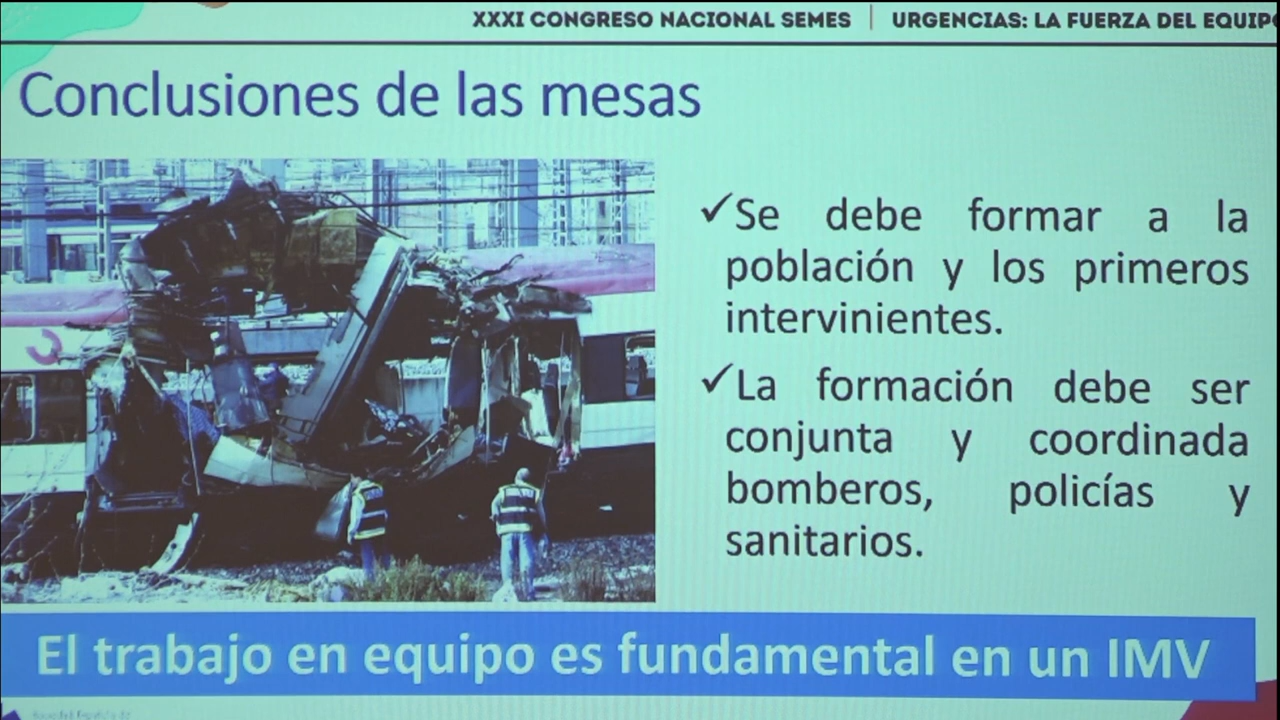 XXXI CONGRESO NACIONAL SEMES | URGENCIAS: LA FUERZA DEL EQUIPO
Conclusiones de las mesas
✓Se debe formar a la
población y los primeros
intervinientes.
✓La formación debe ser
conjunta y coordinada
bomberos, policías y
sanitarios.
El trabajo en equipo es fundamental en un IMV